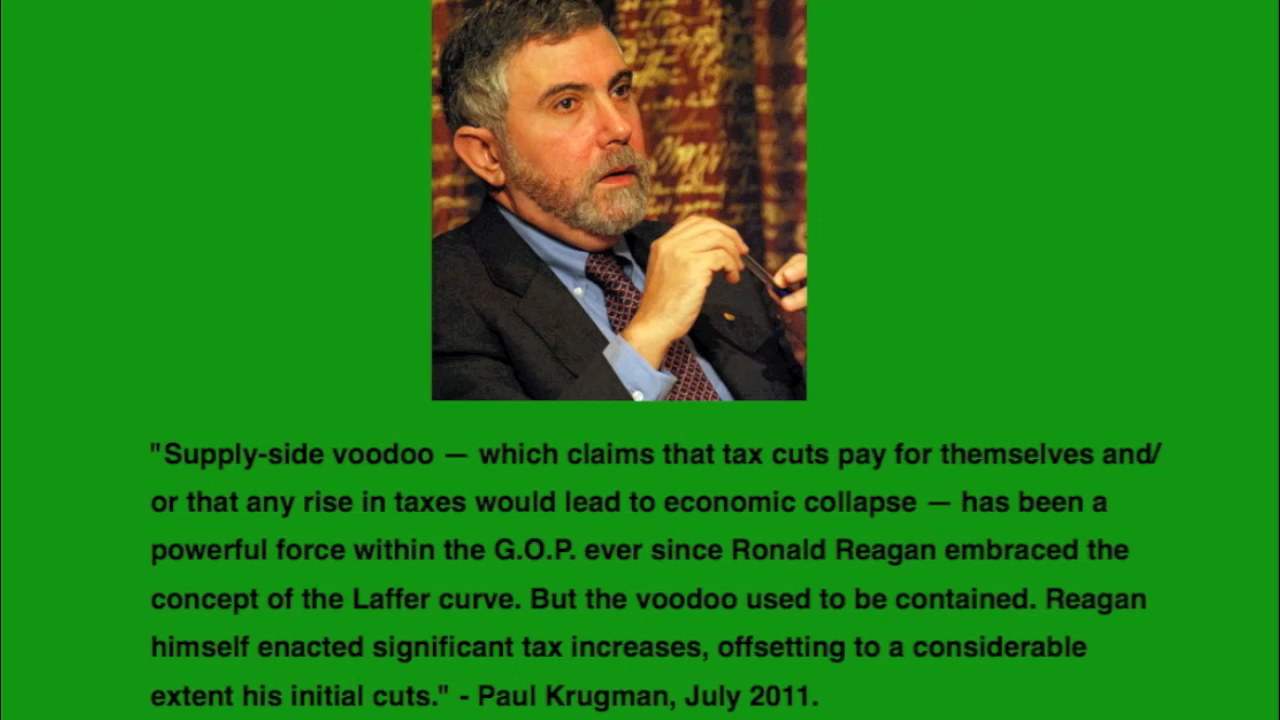 "Supply-side voodoo — which claims that tax cuts pay for themselves and/
or that any rise in taxes would lead to economic collapse — has been a
powerful force within the G.O.P. ever since Ronald Reagan embraced the
concept of the Laffer curve. But the voodoo used to be contained. Reagan
himself enacted significant tax increases, offsetting to a considerable
extent his initial cuts." - Paul Krugman, July 2011.